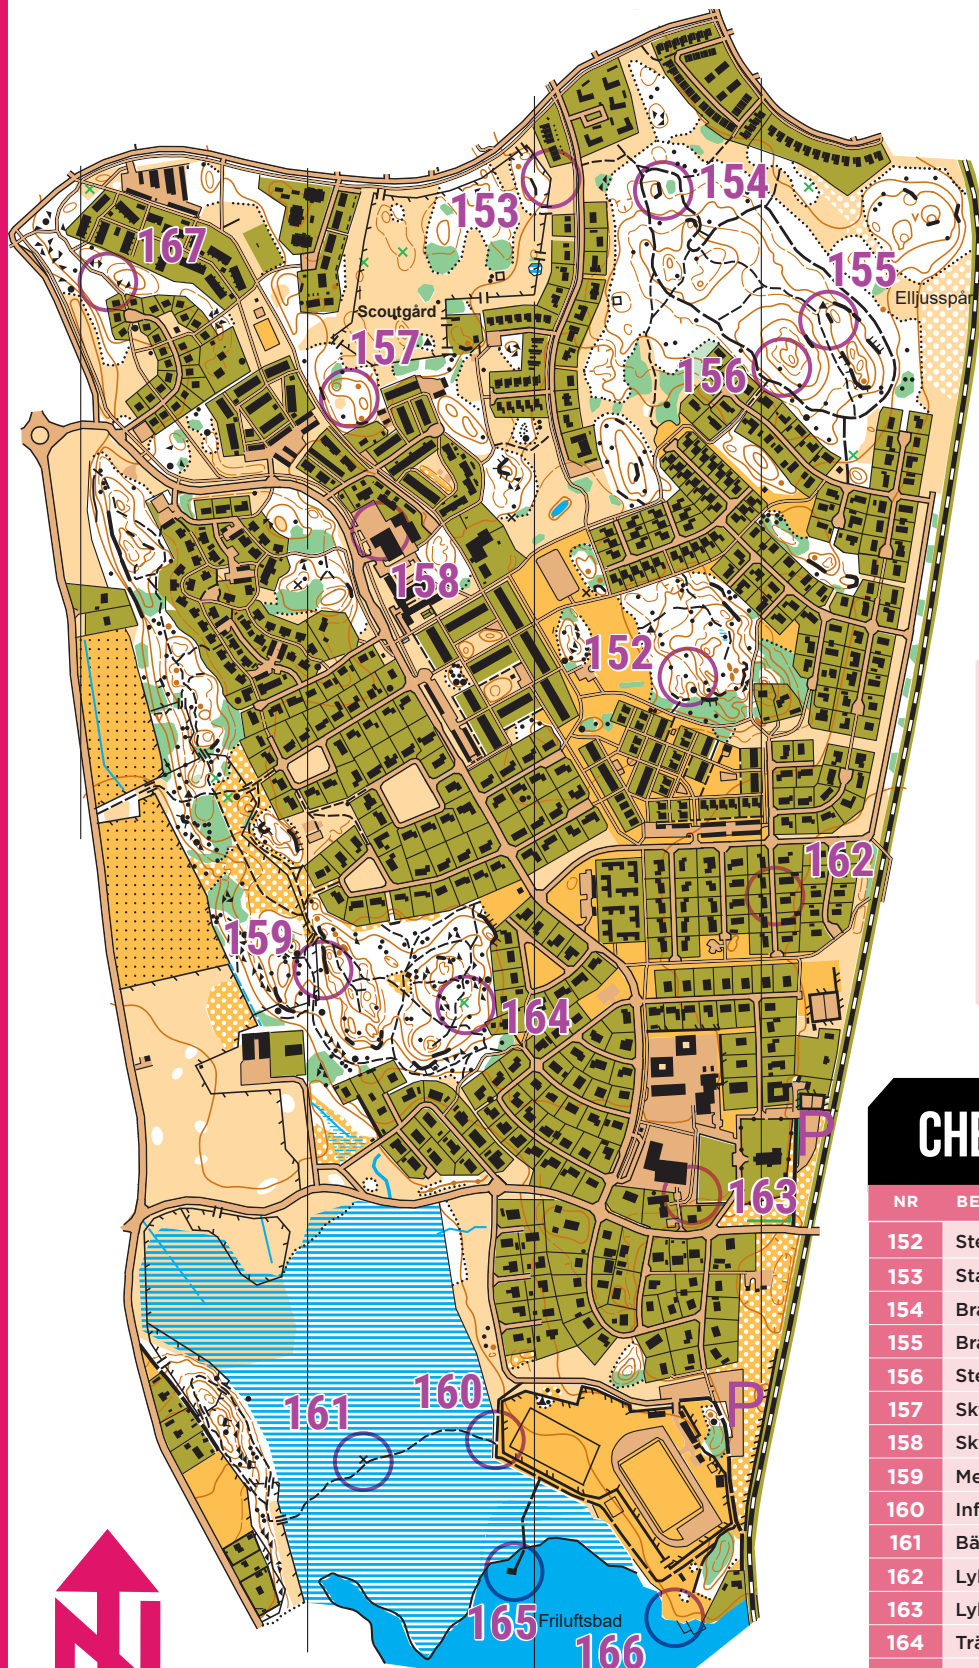 153
154
167
155
Elljusspår
Scoutgård
157
156
158
152
162
159
164
P
CHE
163
NR BE
152 Ste
153 Sta
154 Bra
155 Bra
156 Ste
P
157 Sk
160
161
158 Sk
159 Me
160 Inf
161 Bä
162 Lyk
165 Friluftsbad
163 Lyk
166
164 Trä
N